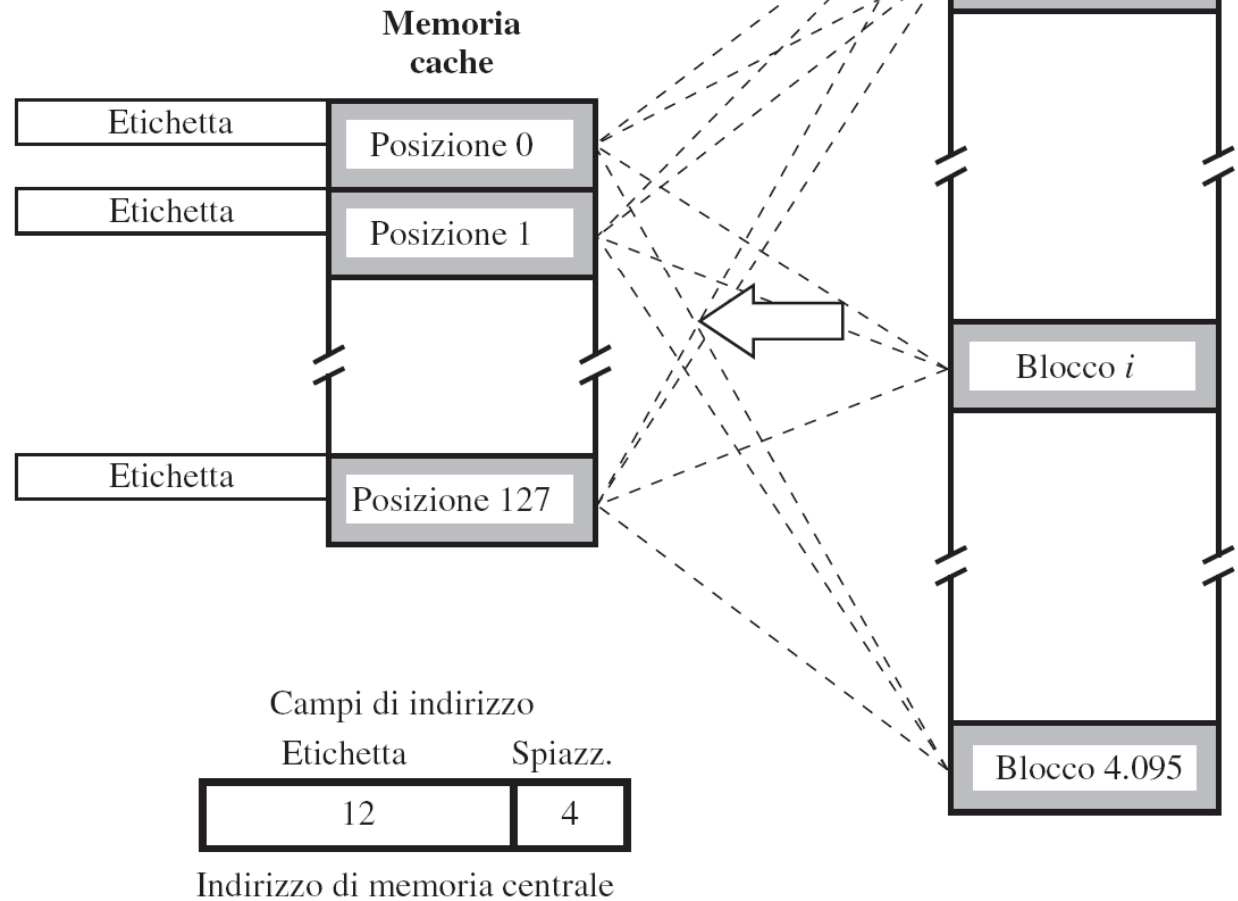 Memoria
cache
Etichetta
Posizione 0
Etichetta
Posizione 1
Blocco i
Etichetta
Posizione 127
Campi di indirizzo
Etichetta Spiazz.
Blocco 4.095
12 4
Indirizzo di memoria centrale